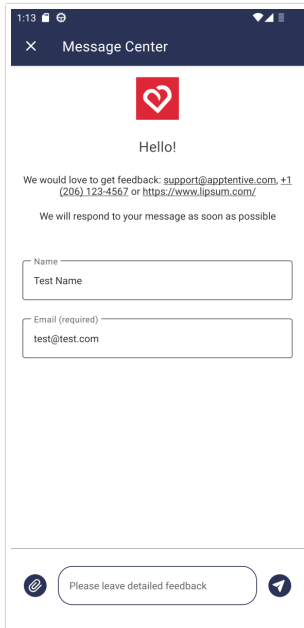 1:13
Message Center
Hello!
We would love to get feedback: support@apptentive.com, +1
(206) 123-4567 or https://www.lipsum.com/
We will respond to your message as soon as possible
Name
Test Name
Email (required)
test@test.com
Please leave detailed feedback